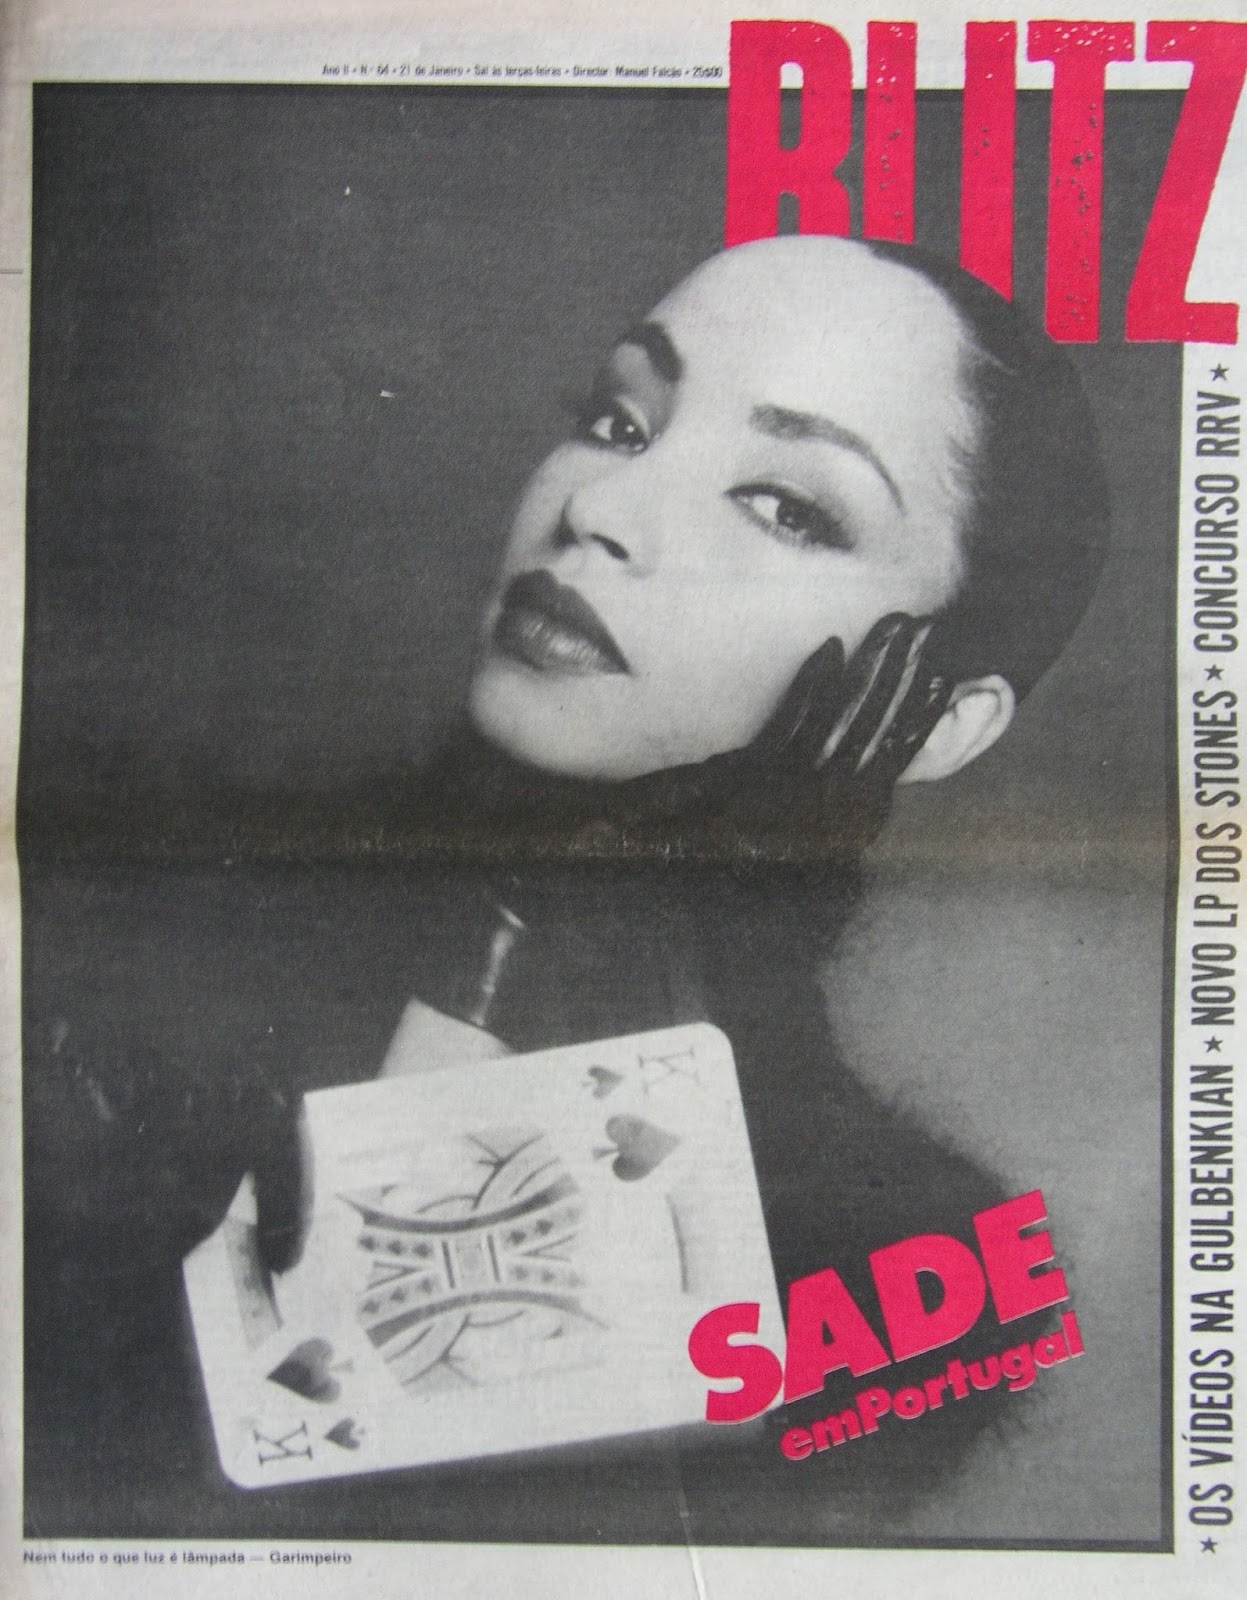 Ano II • N.º 64 • 21 de Janeiro • Sai às terças-feiras • Director: Manuel Falcão • 25$00
BLITZ
★ OS VÍDEOS NA GULBENKIAN ★ NOVO LP DOS STONES ★ CONCURSO RRV ★
K
K
SADE
emPortugal
Nem tudo o que luz é lâmpada — Garimpeiro